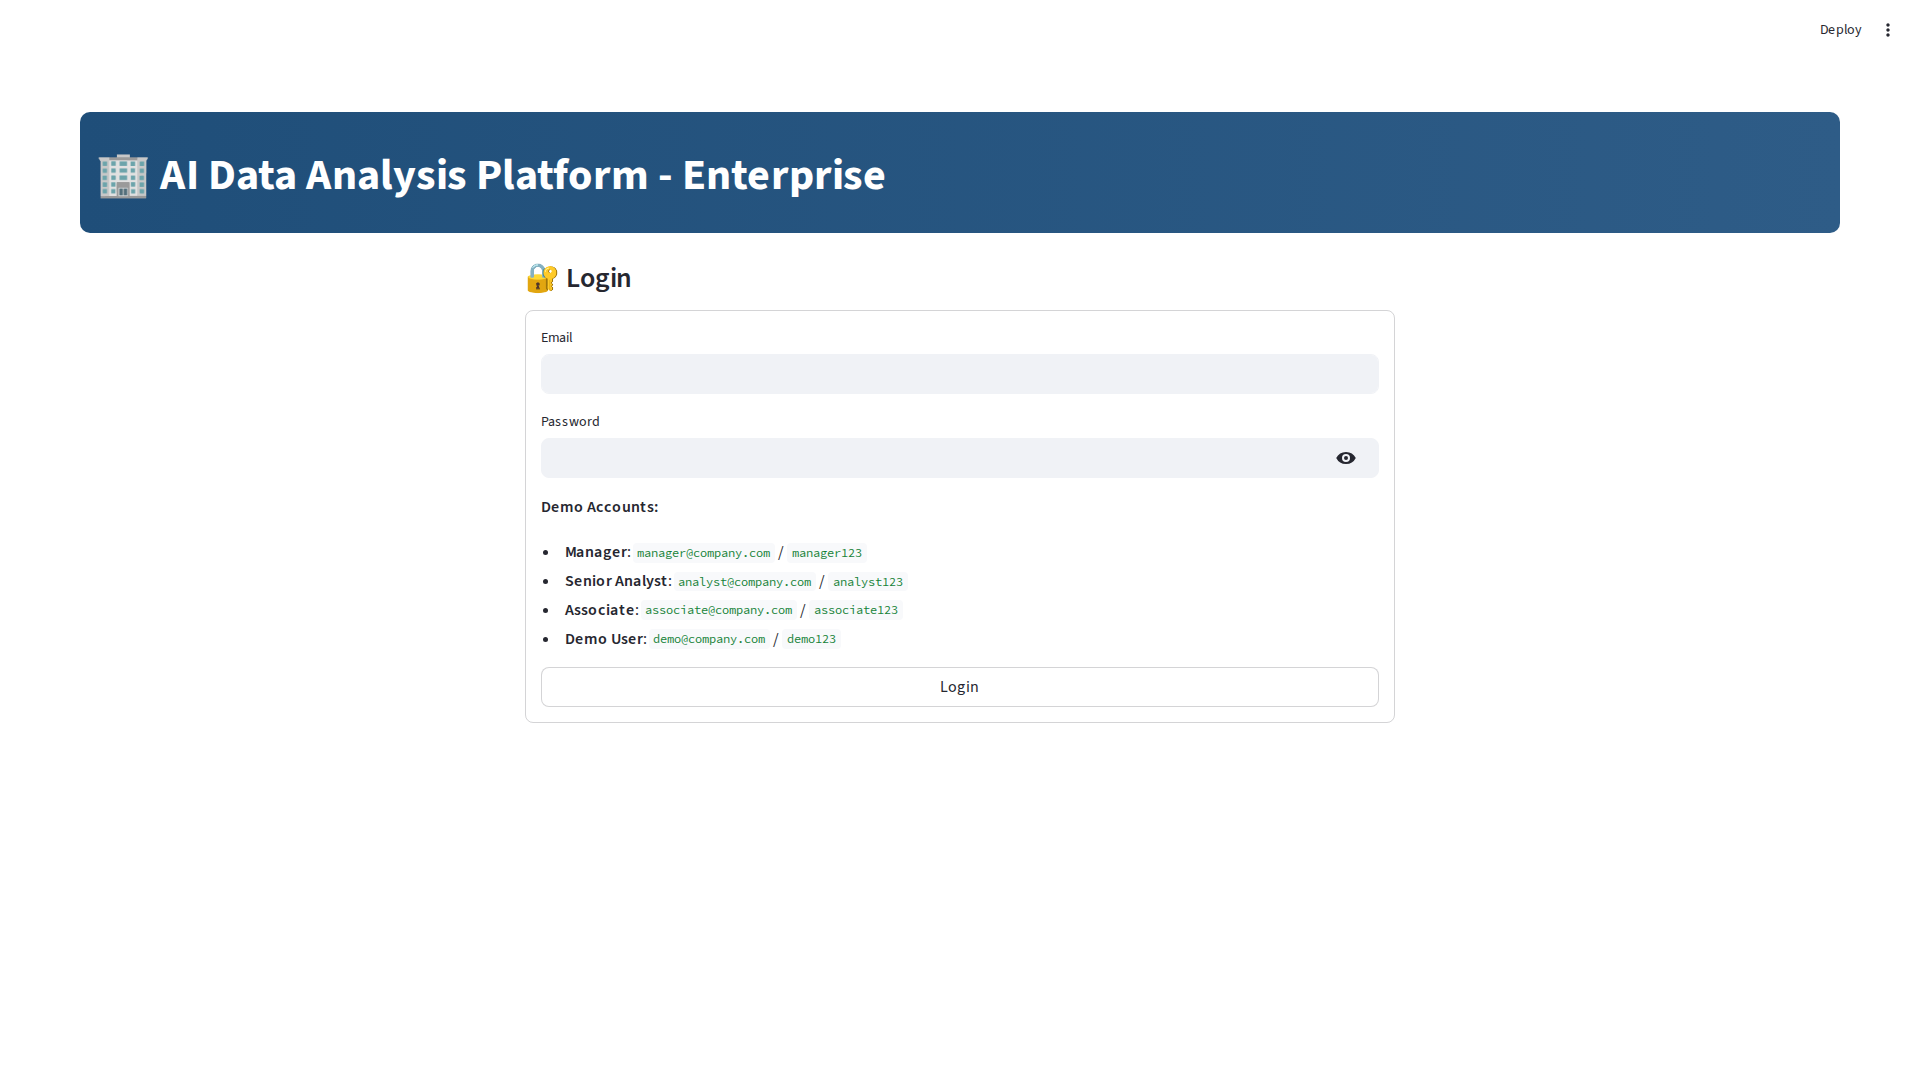 Deploy
AI Data Analysis Platform - Enterprise
Login
Email
Password
Demo Accounts:
• Manager: manager@company.com / manager123
• Senior Analyst: analyst@company.com / analyst123
• Associate: associate@company.com / associate123
• Demo User: demo@company.com / demo123
Login